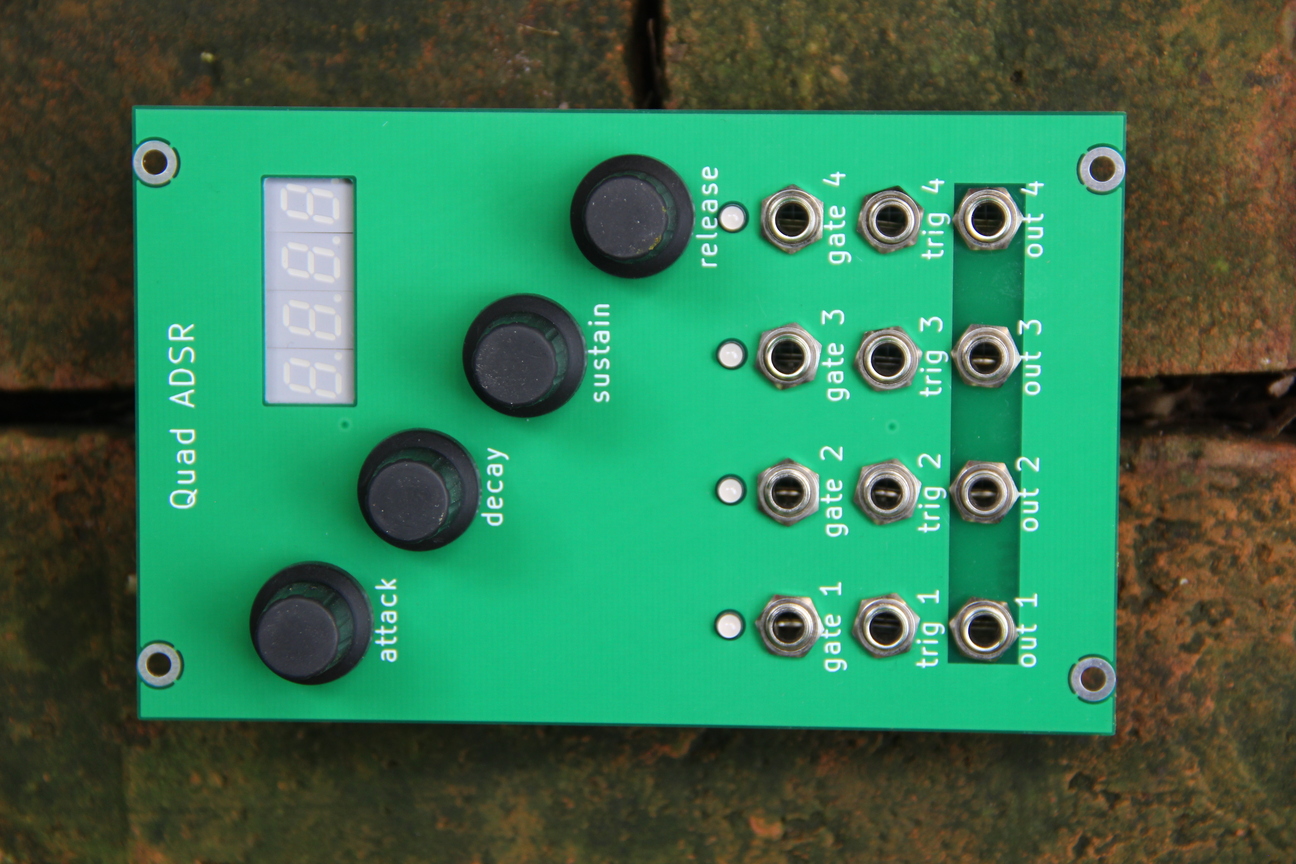 Quad ADSR
attack
decay
sustain
release
gate 1 gate 2 gate 3 gate 4
trig 1 trig 2 trig 3 trig 4
out 1 out 2 out 3 out 4